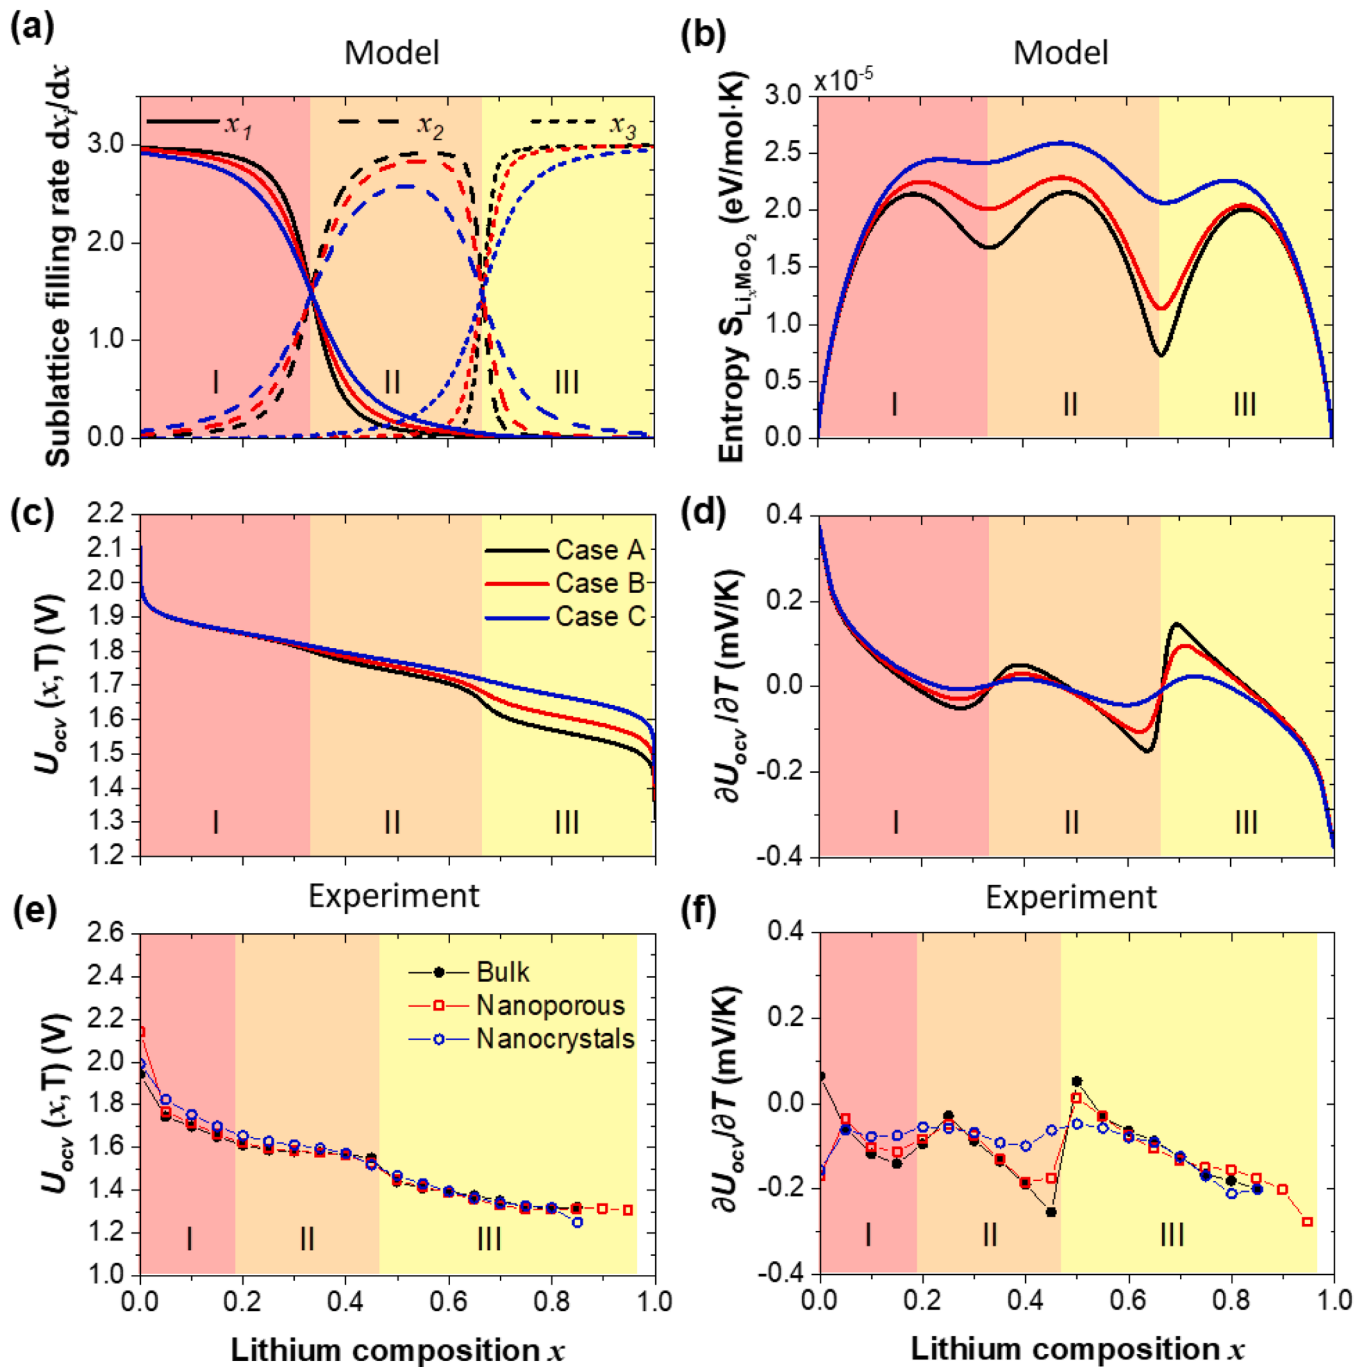 (a)
Model
Sublattice filling rate dxᵢ/dx
3.0
2.0
1.0
0.0
x₁
x₂
x₃
I
II
III
(b)
Model
x10⁻⁵
Entropy S_LiₓMoO₂ (eV/mol·K)
3.0
2.5
2.0
1.5
1.0
0.5
0.0
I
II
III
(c)
U_ocv (x,T) (V)
2.2
2.1
2.0
1.9
1.8
1.7
1.6
1.5
1.4
1.3
1.2
Case A
Case B
Case C
I
II
III
(d)
∂U_ocv /∂T (mV/K)
0.4
0.2
0.0
-0.2
-0.4
I
II
III
(e)
Experiment
U_ocv (x,T) (V)
2.6
2.4
2.2
2.0
1.8
1.6
1.4
1.2
1.0
Bulk
Nanoporous
Nanocrystals
I
II
III
0.0 0.2 0.4 0.6 0.8 1.0
Lithium composition x
(f)
Experiment
∂U_ocv/∂T (mV/K)
0.4
0.2
0.0
-0.2
-0.4
I
II
III
0.0 0.2 0.4 0.6 0.8 1.0
Lithium composition x